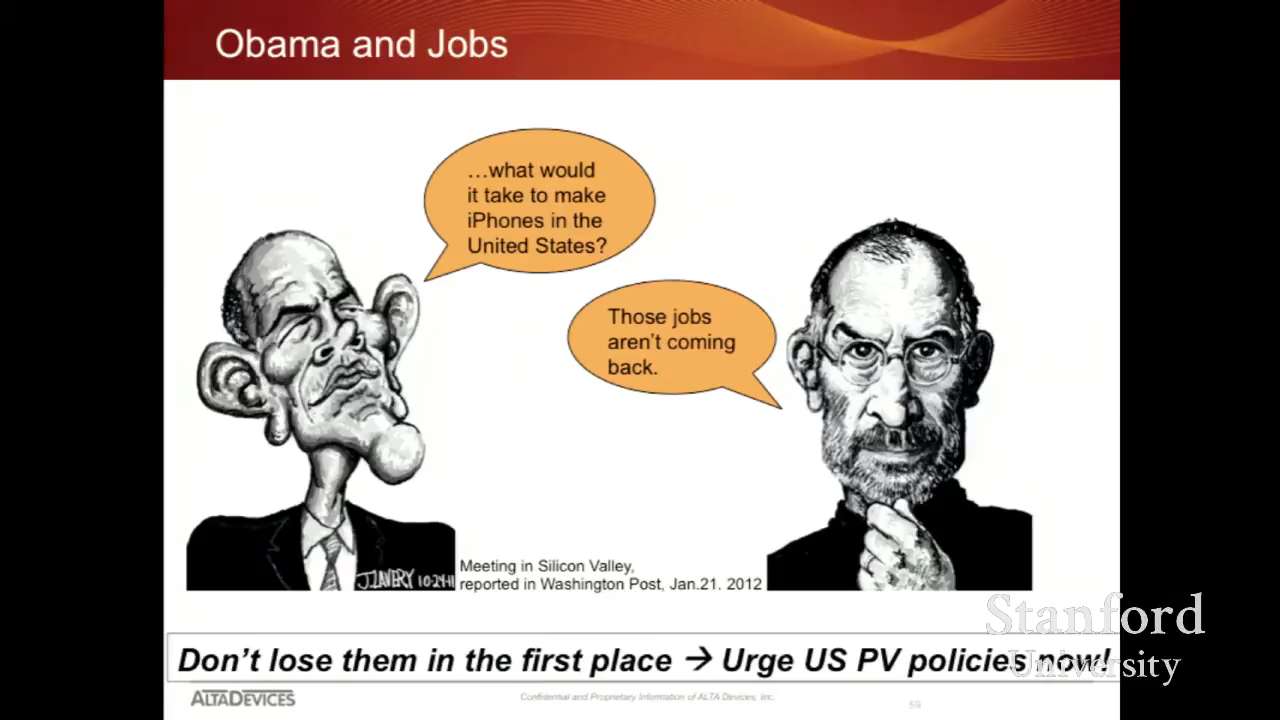 Obama and Jobs
…what would
it take to make
iPhones in the
United States?
Those jobs
aren't coming
back.
J.LAVERY 10-24-11
Meeting in Silicon Valley,
reported in Washington Post, Jan.21. 2012
Don't lose them in the first place → Urge US PV policies now!
Stanford
University
ALTADEVICES
Confidential and Proprietary Information of ALTA Devices, Inc.
59